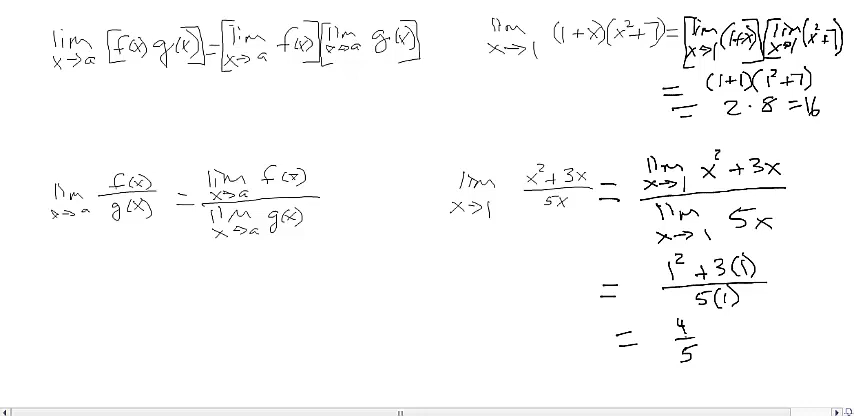 lim x→a [f(x) g(x)] = [lim x→a f(x)][lim x→a g(x)]
lim x→1 (1+x)(x²+7) = [lim x→1 (1+x)][lim x→1 (x²+7)]
= (1+1)(1²+7)
= 2·8 = 16
lim x→a f(x)/g(x) = lim x→a f(x) / lim x→a g(x)
lim x→1 x²+3x / 5x = lim x→1 x²+3x / lim x→1 5x
= 1²+3(1) / 5(1)
= 4/5